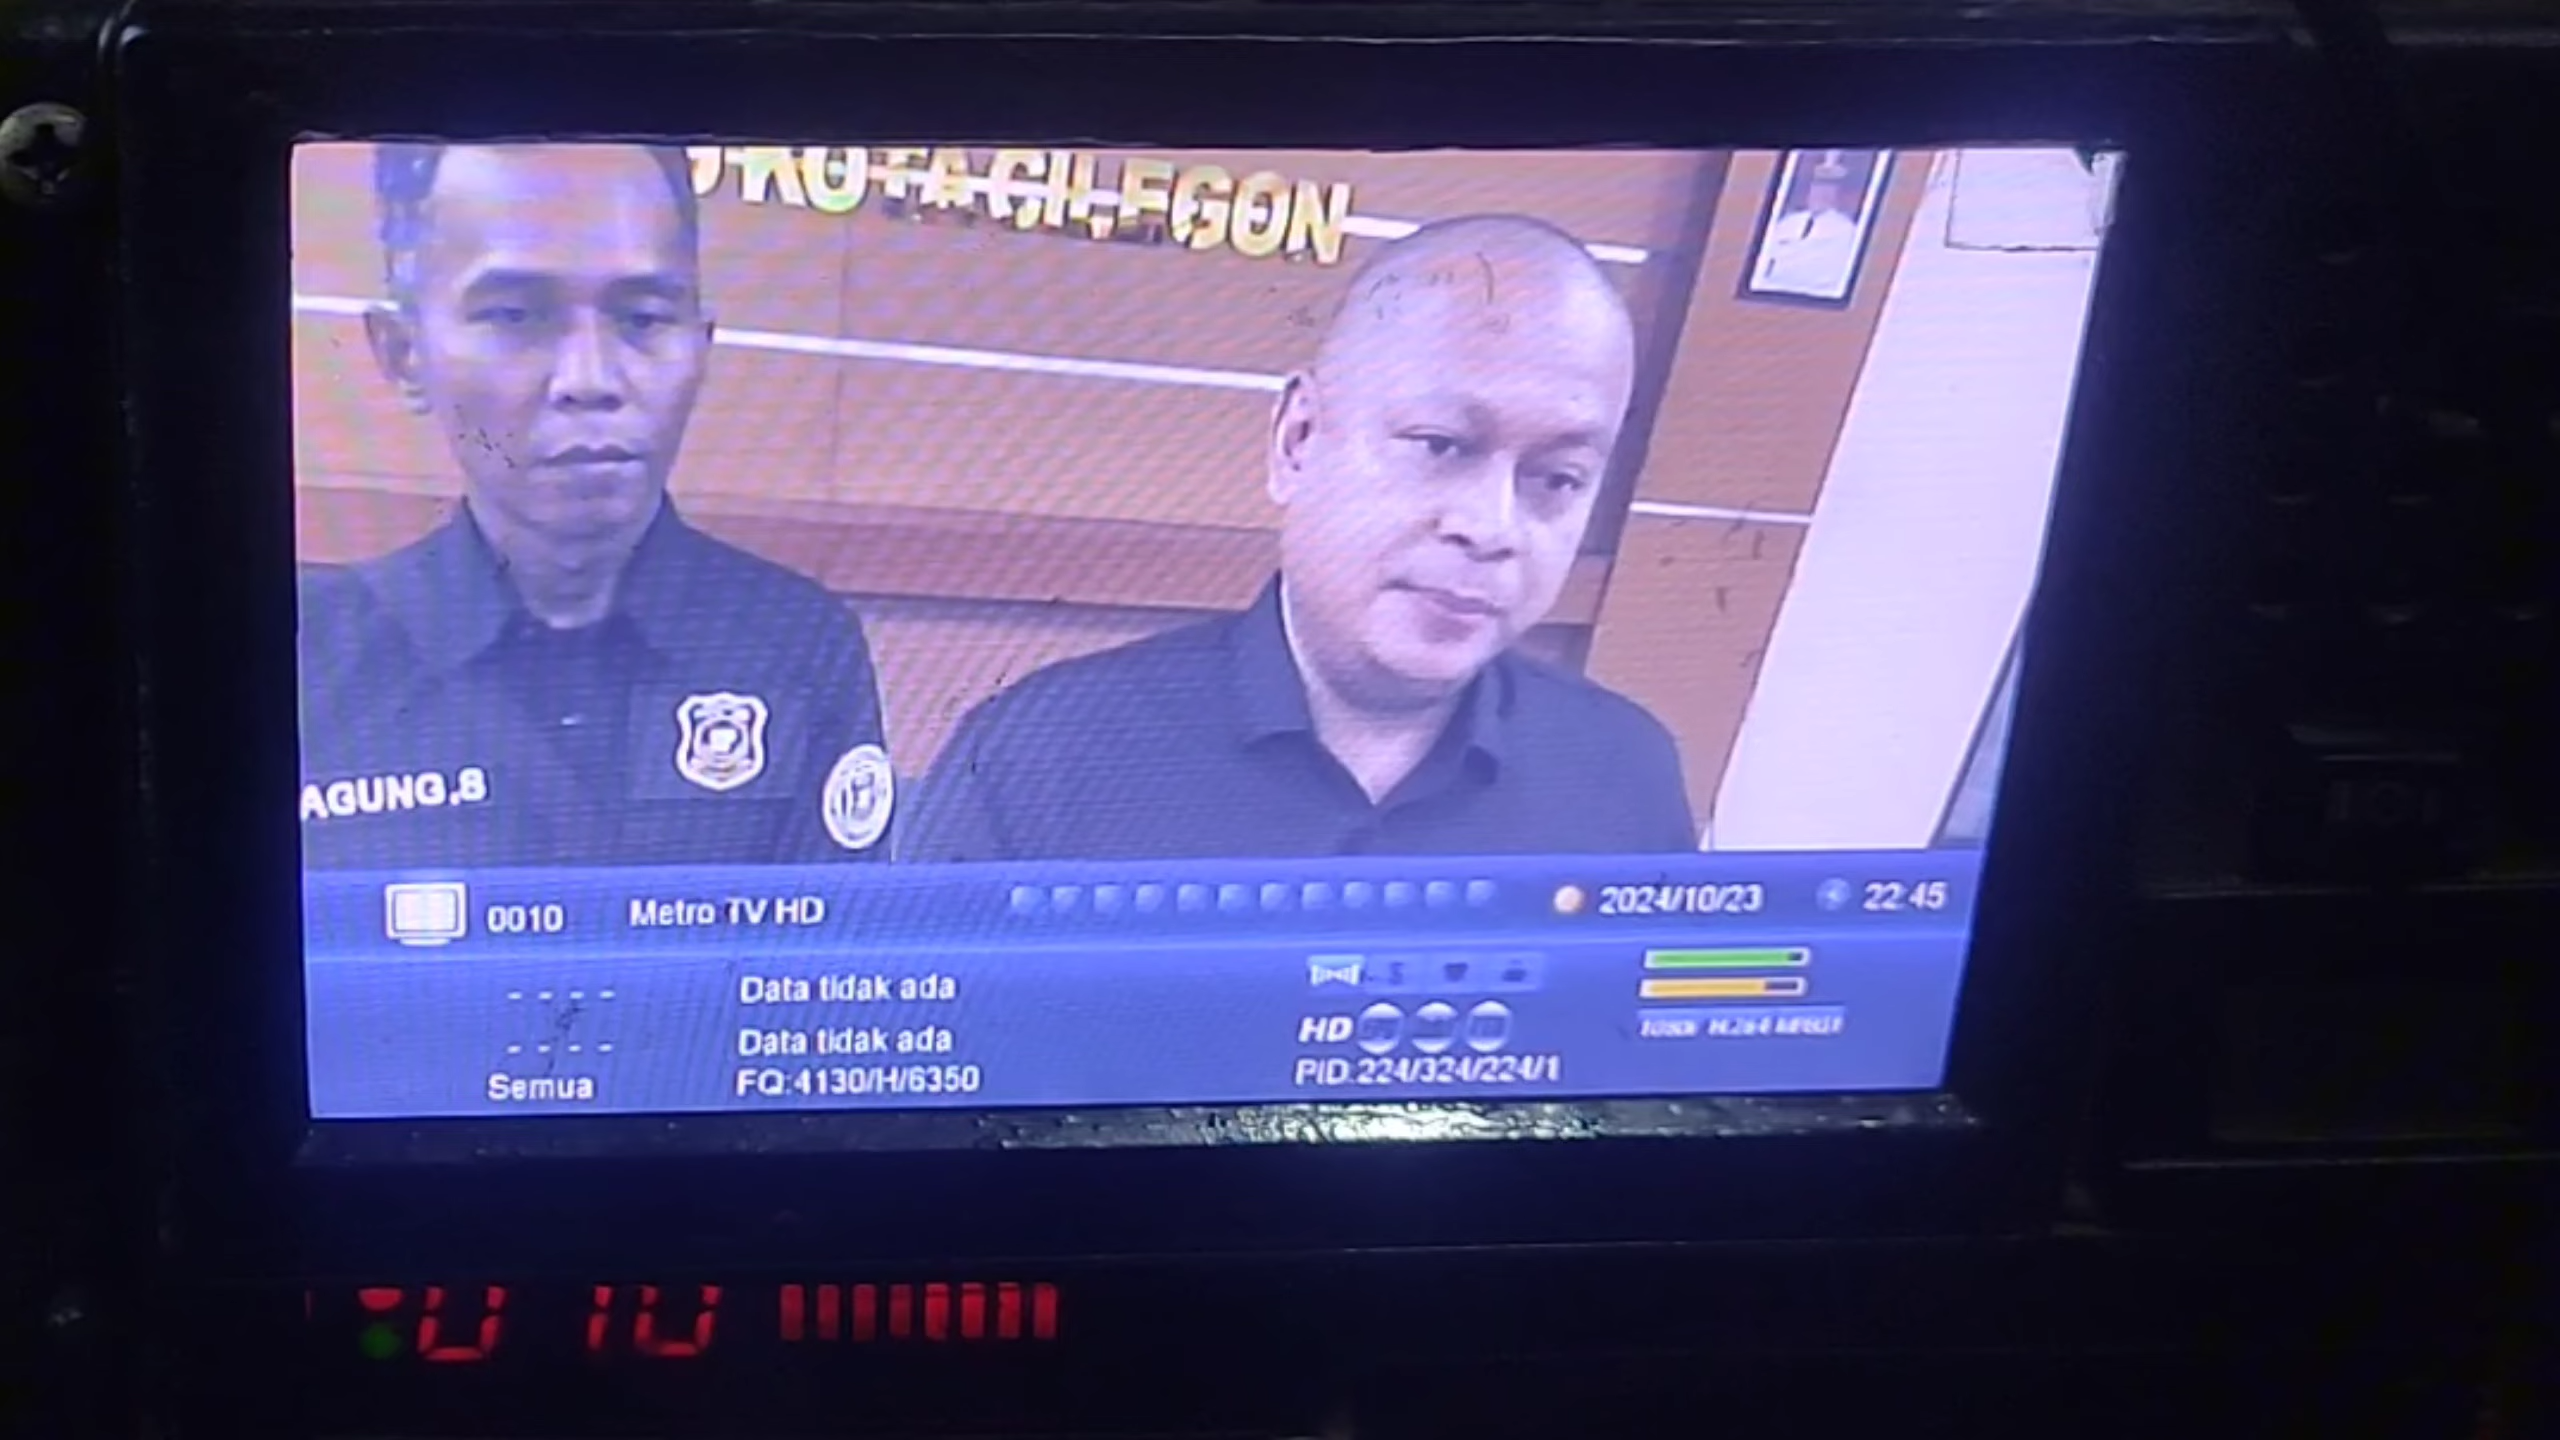 KOTA CILEGON
AGUNG.S
0010 Metro TV HD 2024/10/23 22:45
- - - - Data tidak ada
- - - - Data tidak ada
HD
Semua FQ:4130/H/6350 PID:224/324/224/1
010